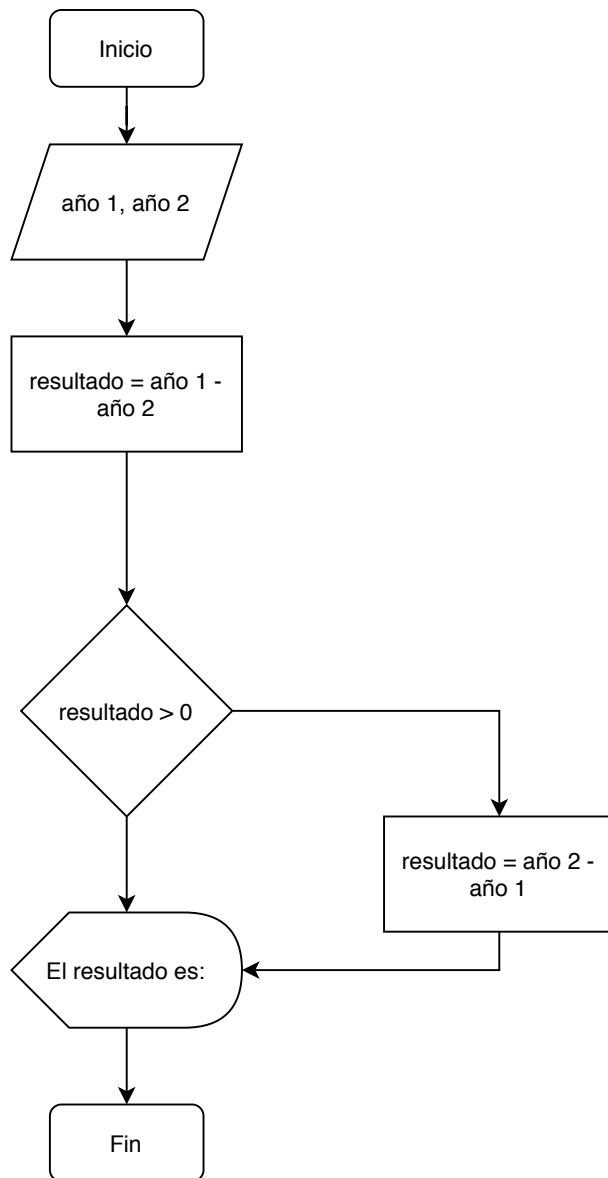 Inicio
año 1, año 2
resultado = año 1 -
año 2
resultado > 0
resultado = año 2 -
año 1
El resultado es:
Fin